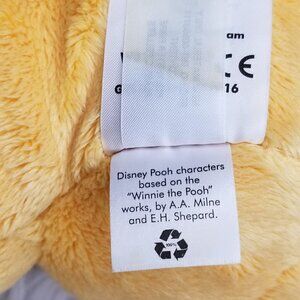 am
CE
G 16
Disney Pooh characters
based on the
"Winnie the Pooh"
works, by A.A. Milne
and E.H. Shepard.
100%